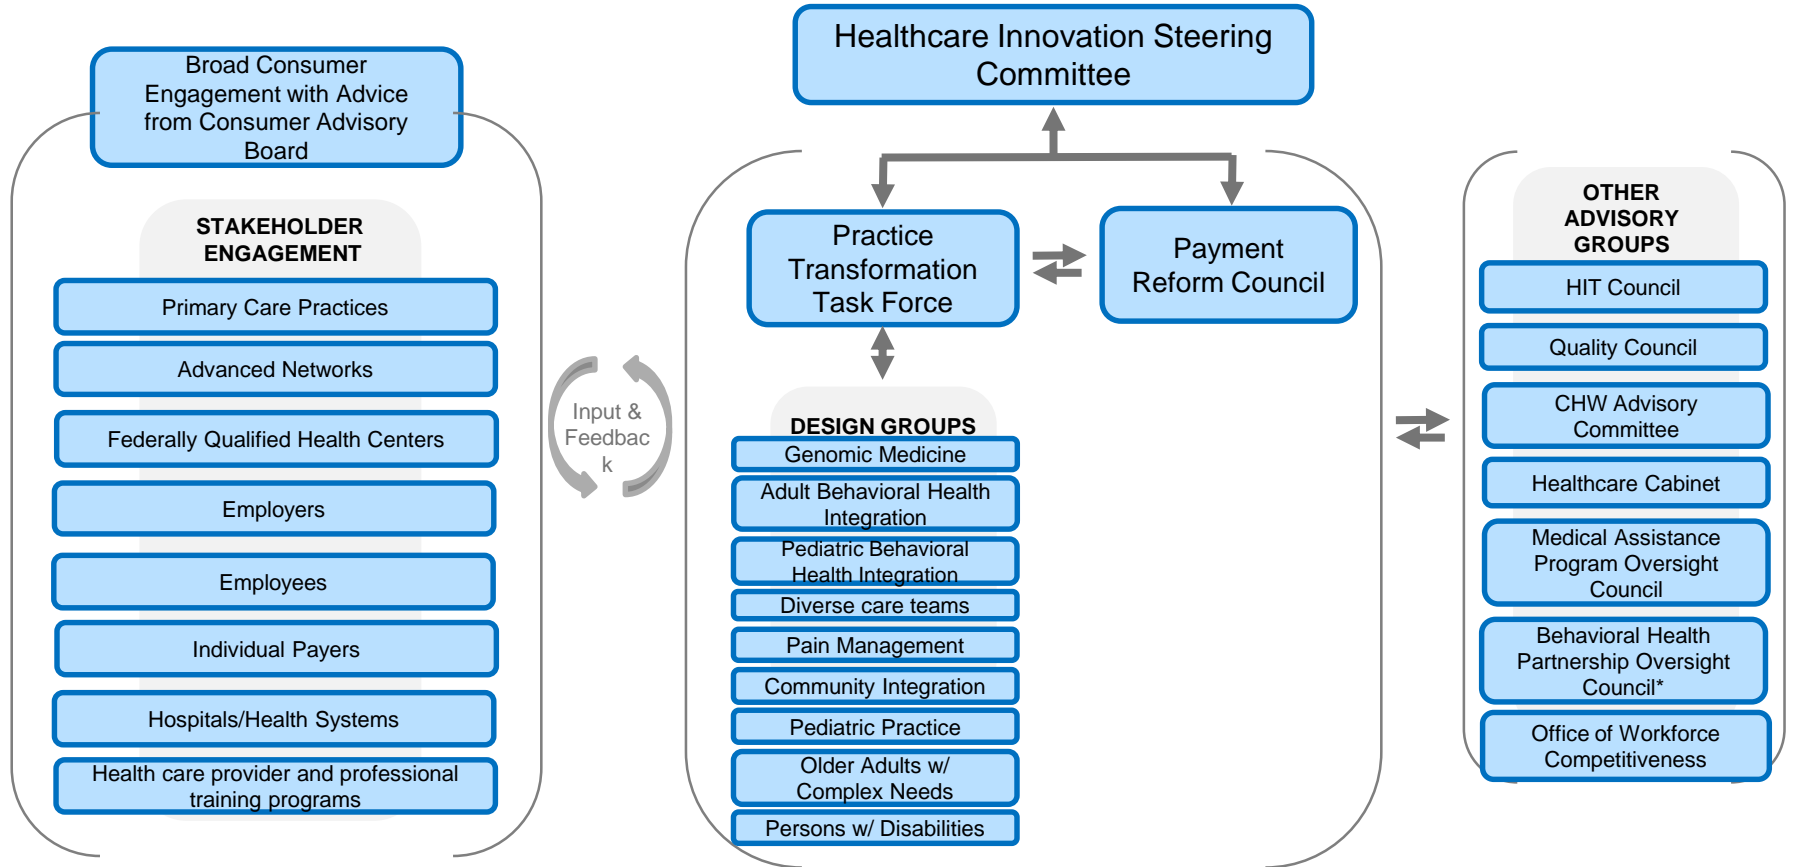 Healthcare Innovation Steering
Committee
Broad Consumer
Engagement with Advice
from Consumer Advisory
Board
STAKEHOLDER
ENGAGEMENT
Primary Care Practices
Advanced Networks
Federally Qualified Health Centers
Employers
Employees
Individual Payers
Hospitals/Health Systems
Health care provider and professional
training programs
Input &
Feedbac
k
Practice
Transformation
Task Force
Payment
Reform Council
DESIGN GROUPS
Genomic Medicine
Adult Behavioral Health
Integration
Pediatric Behavioral
Health Integration
Diverse care teams
Pain Management
Community Integration
Pediatric Practice
Older Adults w/
Complex Needs
Persons w/ Disabilities
OTHER
ADVISORY
GROUPS
HIT Council
Quality Council
CHW Advisory
Committee
Healthcare Cabinet
Medical Assistance
Program Oversight
Council
Behavioral Health
Partnership Oversight
Council*
Office of Workforce
Competitiveness